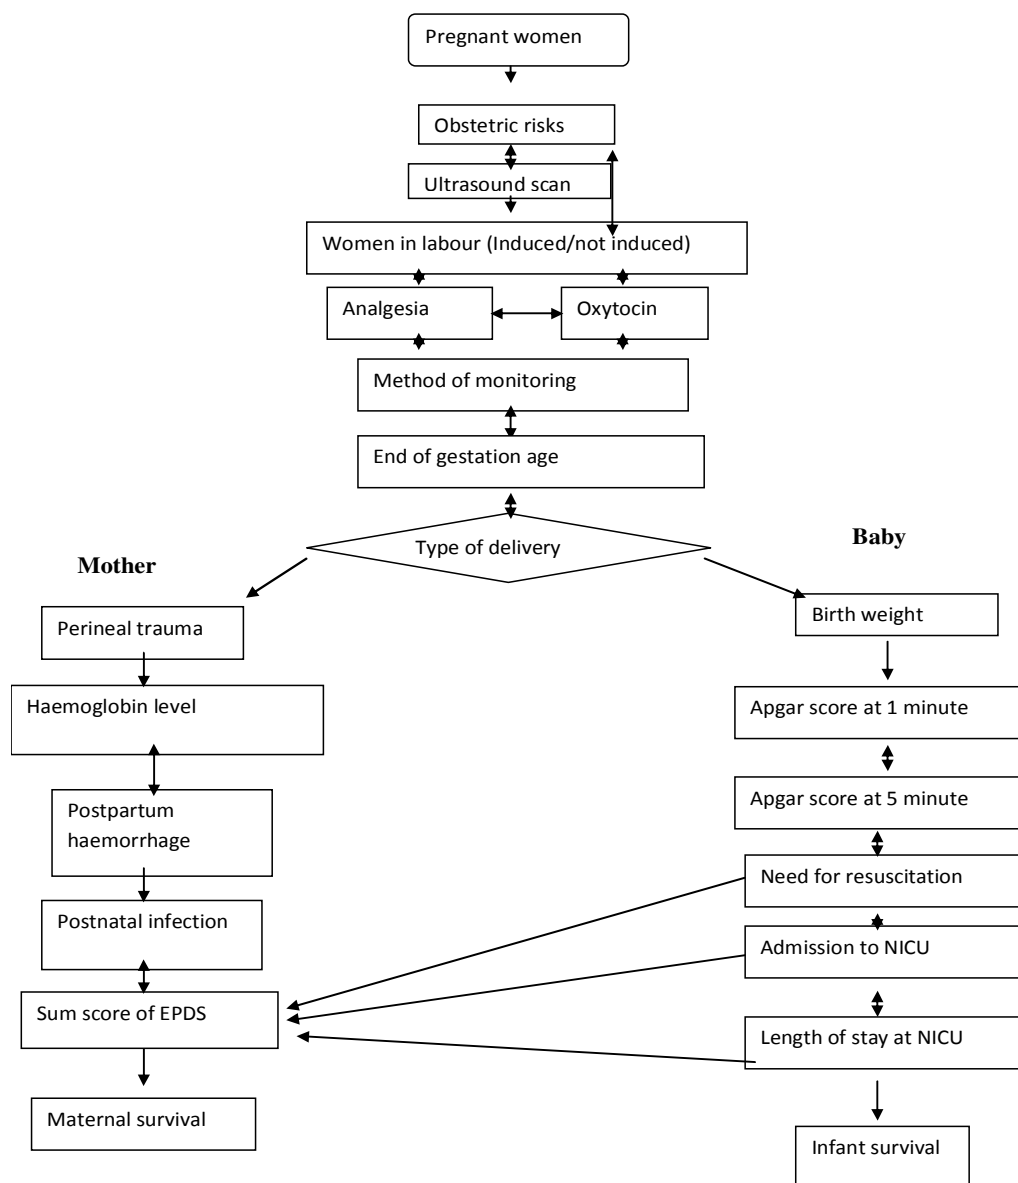 Pregnant women
Obstetric risks
Ultrasound scan
Women in labour (Induced/not induced)
Analgesia
Oxytocin
Method of monitoring
End of gestation age
Type of delivery
Mother
Perineal trauma
Haemoglobin level
Postpartum
haemorrhage
Postnatal infection
Sum score of EPDS
Maternal survival
Baby
Birth weight
Apgar score at 1 minute
Apgar score at 5 minute
Need for resuscitation
Admission to NICU
Length of stay at NICU
Infant survival